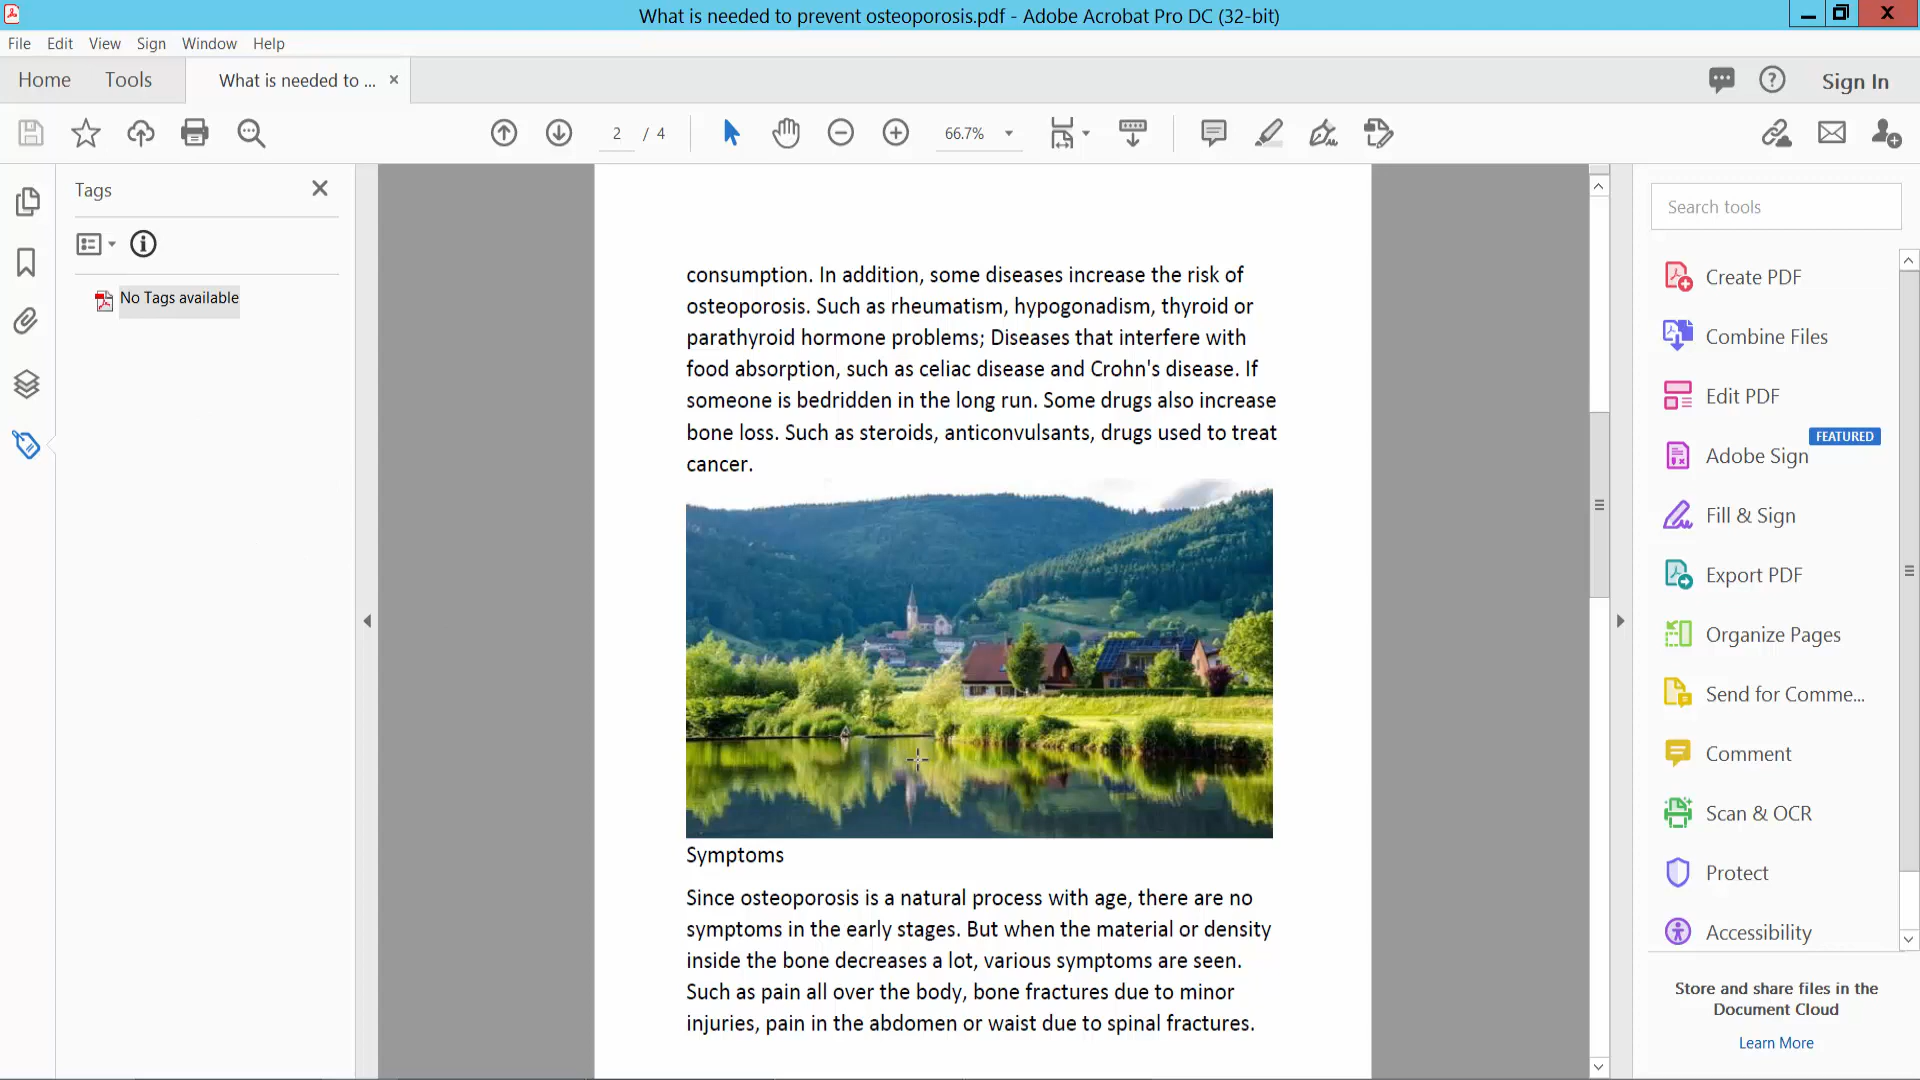 What is needed to prevent osteoporosis.pdf - Adobe Acrobat Pro DC (32-bit)
File Edit View Sign Window Help
Home Tools What is needed to ... × Sign In
2 / 4 66.7%
Tags
No Tags available
consumption. In addition, some diseases increase the risk of
osteoporosis. Such as rheumatism, hypogonadism, thyroid or
parathyroid hormone problems; Diseases that interfere with
food absorption, such as celiac disease and Crohn's disease. If
someone is bedridden in the long run. Some drugs also increase
bone loss. Such as steroids, anticonvulsants, drugs used to treat
cancer.
Symptoms
Since osteoporosis is a natural process with age, there are no
symptoms in the early stages. But when the material or density
inside the bone decreases a lot, various symptoms are seen.
Such as pain all over the body, bone fractures due to minor
injuries, pain in the abdomen or waist due to spinal fractures.
Search tools
Create PDF
Combine Files
Edit PDF
FEATURED
Adobe Sign
Fill & Sign
Export PDF
Organize Pages
Send for Comme...
Comment
Scan & OCR
Protect
Accessibility
Store and share files in the
Document Cloud
Learn More